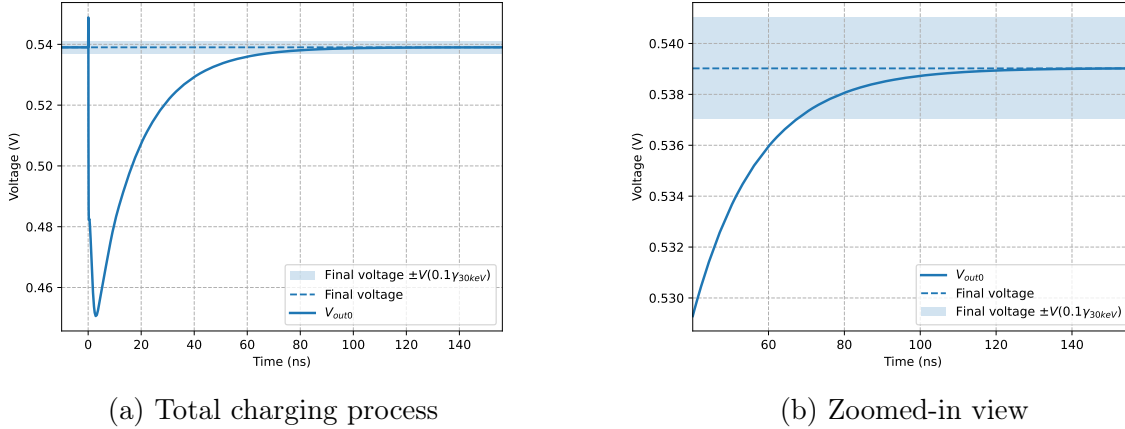 0.54
0.52
0.50
0.48
0.46
Voltage (V)
0 20 40 60 80 100 120 140
Time (ns)
Final voltage ±V(0.1γ30keV)
Final voltage
Vout0
(a) Total charging process
0.540
0.538
0.536
0.534
0.532
0.530
Voltage (V)
60 80 100 120 140
Time (ns)
Vout0
Final voltage
Final voltage ±V(0.1γ30keV)
(b) Zoomed-in view